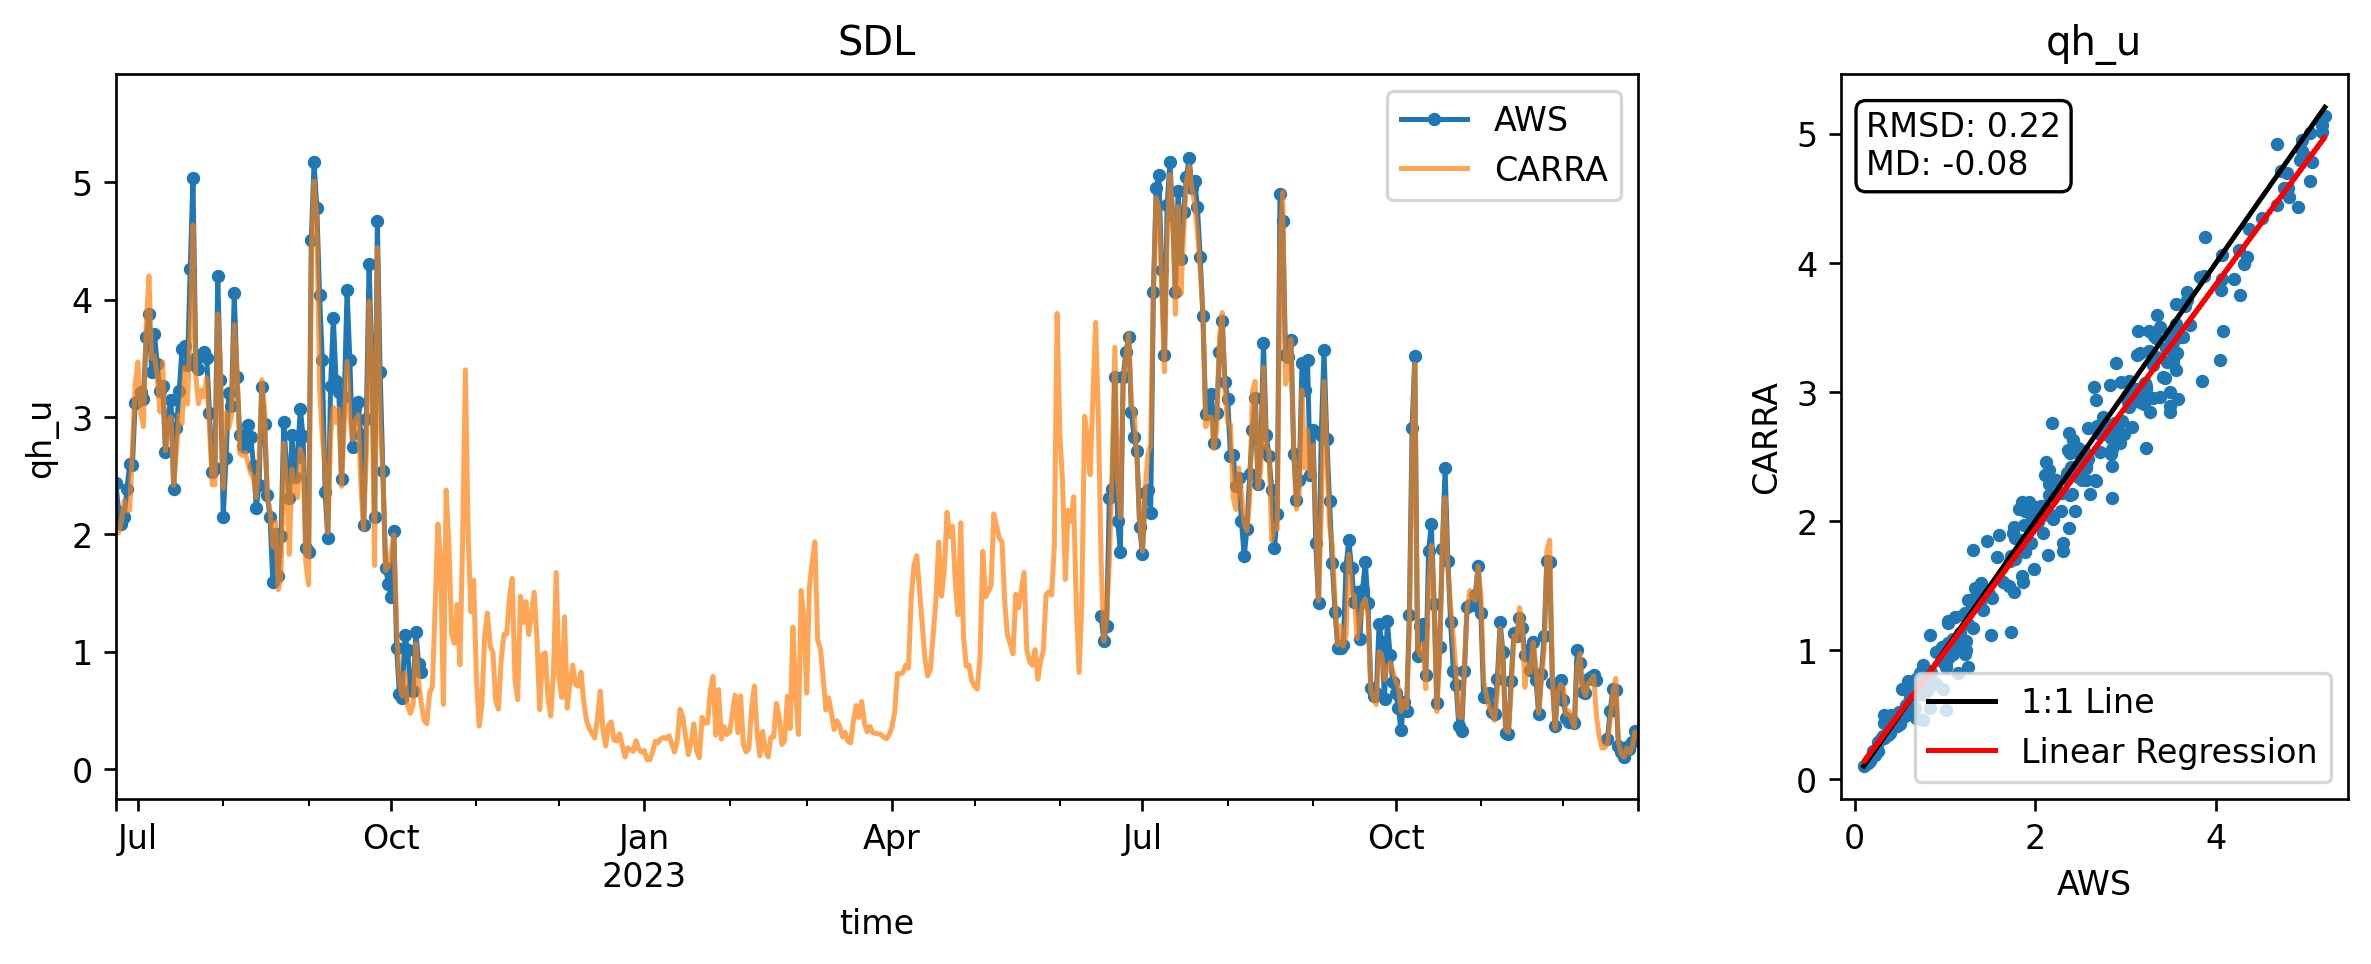 SDL
qh_u
5
4
3
2
1
0
AWS
CARRA
Jul
Oct
Jan
2023
Apr
Jul
Oct
time
qh_u
CARRA
5
4
3
2
1
0
RMSD: 0.22
MD: -0.08
1:1 Line
Linear Regression
0
2
4
AWS